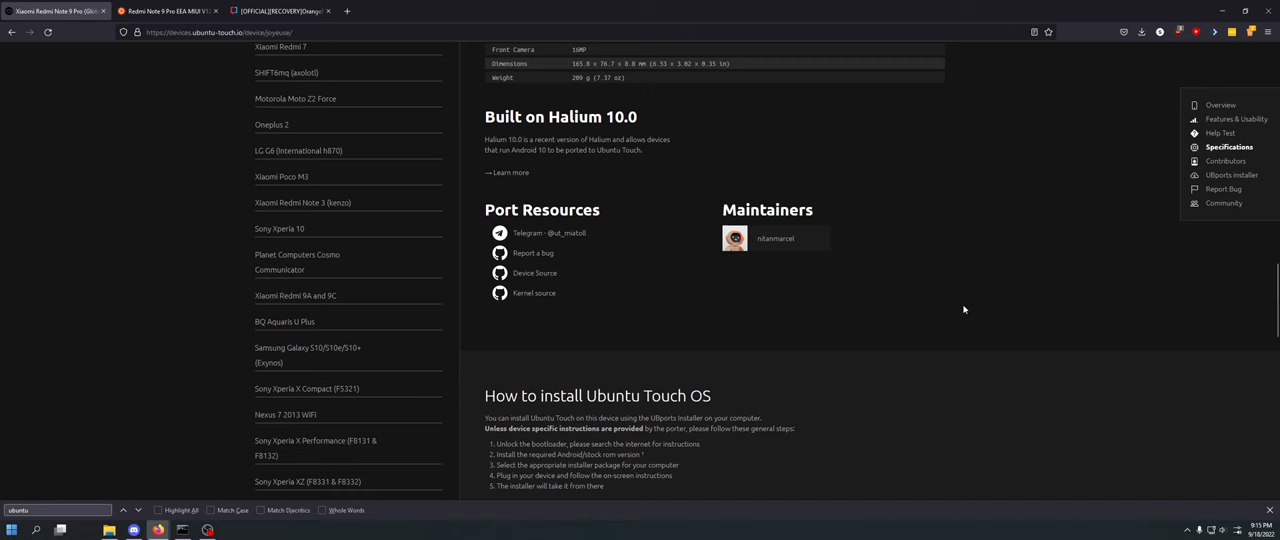 Xiaomi Redmi Note 9 Pro (Glob
Redmi Note 9 Pro EEA MIUI V12
[OFFICIAL][RECOVERY]OrangeF
https://devices.ubuntu-touch.io/device/joyeuse/
Xiaomi Redmi 7
SHIFT6mq (axolotl)
Motorola Moto Z2 Force
Oneplus 2
LG G6 (International h870)
Xiaomi Poco M3
Xiaomi Redmi Note 3 (kenzo)
Sony Xperia 10
Planet Computers Cosmo
Communicator
Xiaomi Redmi 9A and 9C
BQ Aquaris U Plus
Samsung Galaxy S10/S10e/S10+
(Exynos)
Sony Xperia X Compact (F5321)
Nexus 7 2013 WiFi
Sony Xperia X Performance (F8131 &
F8132)
Sony Xperia XZ (F8331 & F8332)
Front Camera 16MP
Dimensions 165.8 x 76.7 x 8.8 mm (6.53 x 3.02 x 0.35 in)
Weight 209 g (7.37 oz)
Built on Halium 10.0
Halium 10.0 is a recent version of Halium and allows devices
that run Android 10 to be ported to Ubuntu Touch.
→ Learn more
Port Resources
Telegram - @ut_miatoll
Report a bug
Device Source
Kernel source
Maintainers
nitanmarcel
How to install Ubuntu Touch OS
You can install Ubuntu Touch on this device using the UBports Installer on your computer.
Unless device specific instructions are provided by the porter, please follow these general steps:
1. Unlock the bootloader, please search the internet for instructions
2. Install the required Android/stock rom version ¹
3. Select the appropriate installer package for your computer
4. Plug in your device and follow the on-screen instructions
5. The installer will take it from there
Overview
Features & Usability
Help Test
Specifications
Contributors
UBports installer
Report Bug
Community
ubuntu
Highlight All
Match Case
Match Diacritics
Whole Words
9:15 PM
9/18/2022